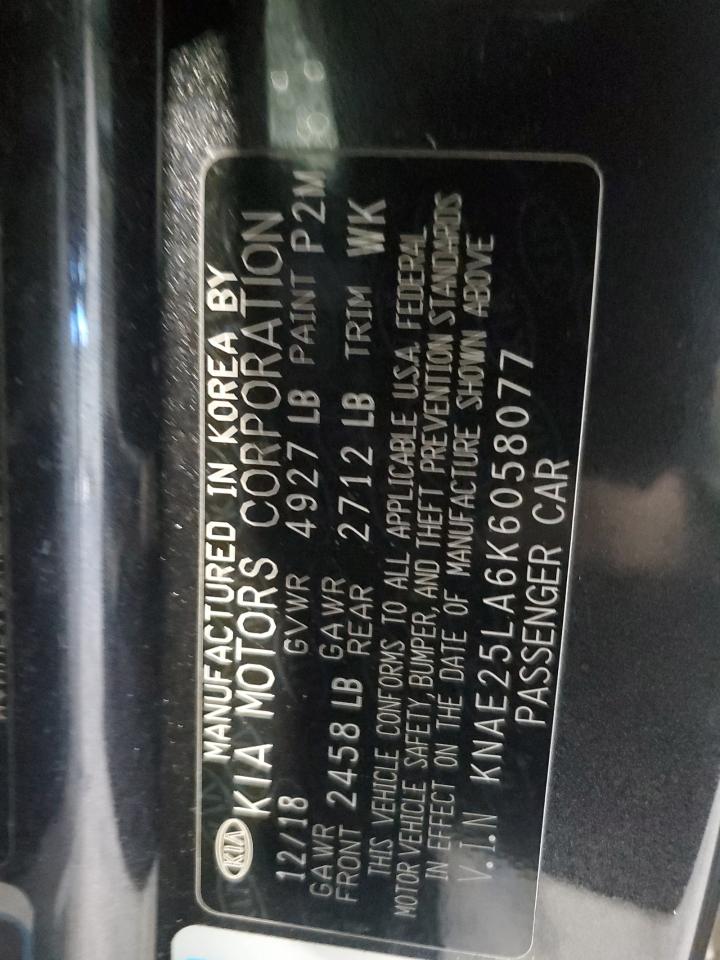 KIA
MANUFACTURED IN KOREA BY
KIA MOTORS CORPORATION
12/18 GVWR 4927 LB PAINT P2M
GAWR FRONT 2458 LB GAWR REAR 2712 LB TRIM WK
THIS VEHICLE CONFORMS TO ALL APPLICABLE U.S.A. FEDERAL
MOTOR VEHICLE SAFETY, BUMPER, AND THEFT PREVENTION STANDARDS
IN EFFECT ON THE DATE OF MANUFACTURE SHOWN ABOVE
V.I.N KNAE25LA6K6058077
PASSENGER CAR